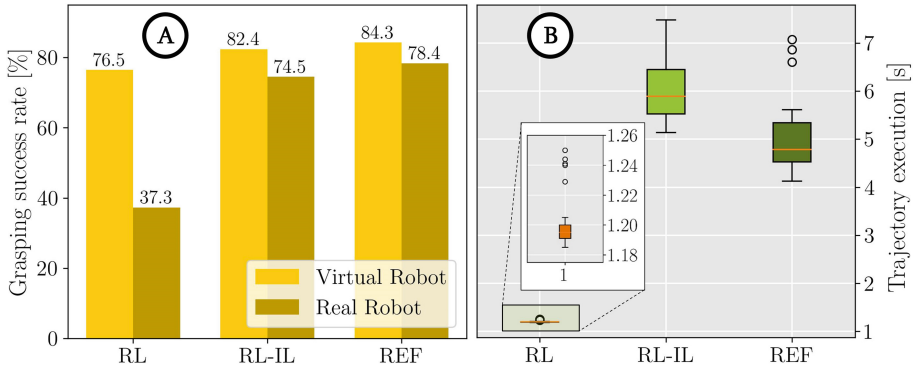 A
Grasping success rate [%]
80
60
40
20
0
76.5
37.3
82.4
74.5
84.3
78.4
Virtual Robot
Real Robot
RL
RL-IL
REF
B
Trajectory execution [s]
7
6
5
4
3
2
1
1.26
1.24
1.22
1.20
1.18
1
RL
RL-IL
REF